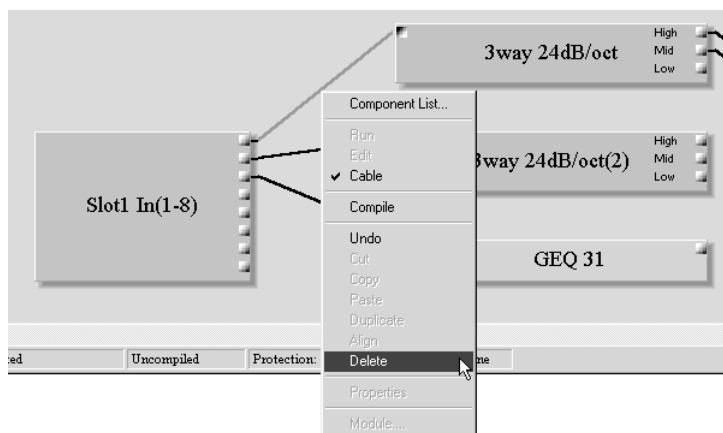 High
3way 24dB/oct
Mid
Low
Component List...
Run
Edit
Cable
Compile
Undo
Cut
Copy
Paste
Duplicate
Align
Delete
Properties
Module....
Slot1 In(1-8)
High
3way 24dB/oct(2)
Mid
Low
GEQ 31
Uncompiled
Protection: